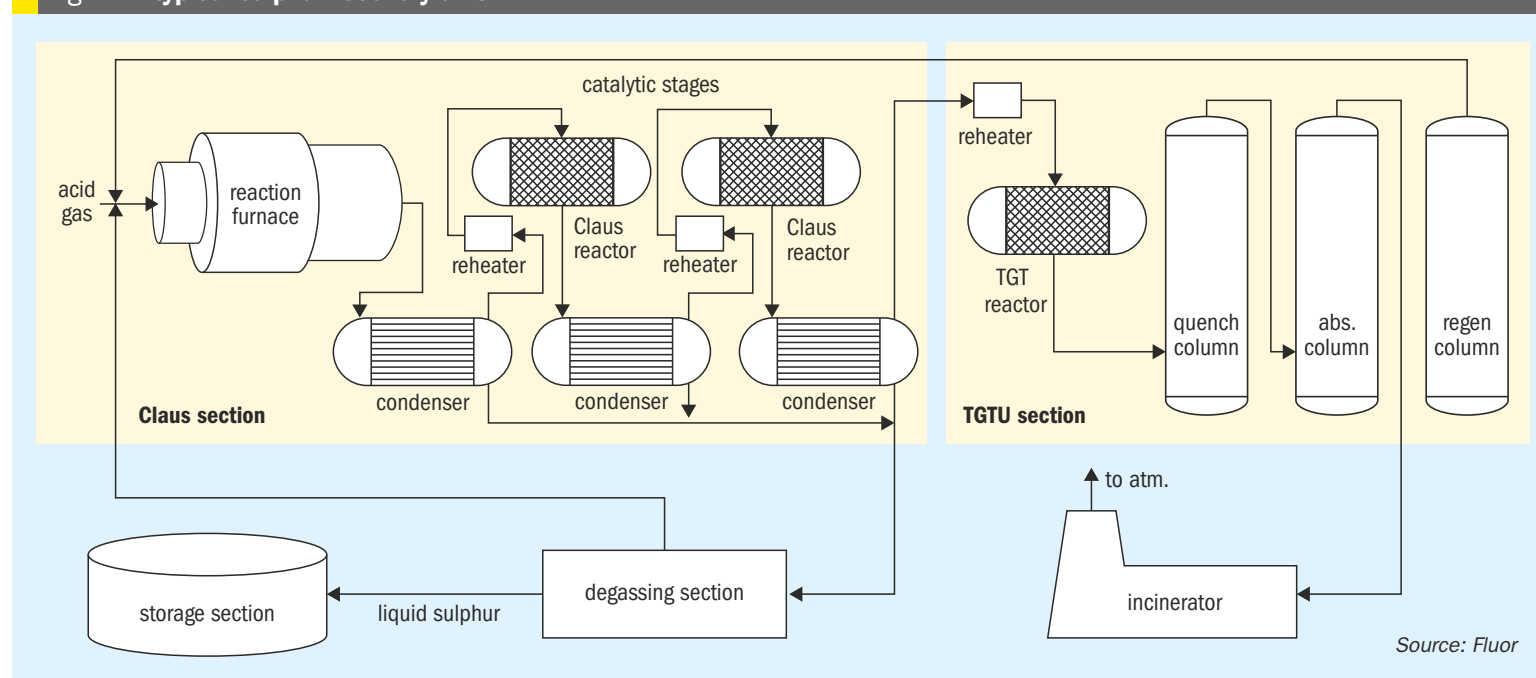 catalytic stages
reheater
acid
gas
reaction
furnace
Claus
reactor
Claus
reactor
reheater
reheater
TGT
reactor
quench
column
abs.
column
regen
column
condenser
condenser
condenser
Claus section
TGTU section
to atm.
storage section
liquid sulphur
degassing section
incinerator
Source: Fluor